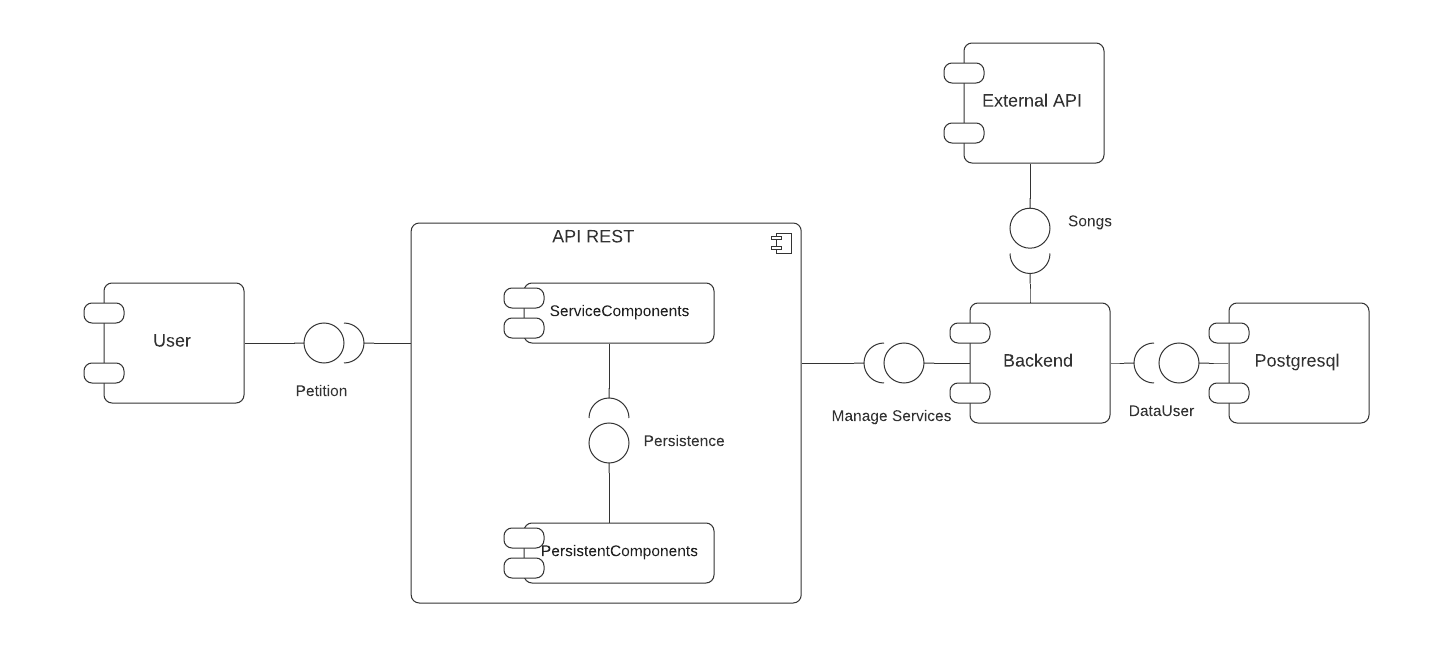 External API
Songs
API REST
ServiceComponents
User
Backend
Postgresql
Petition
DataUser
Manage Services
Persistence
PersistentComponents